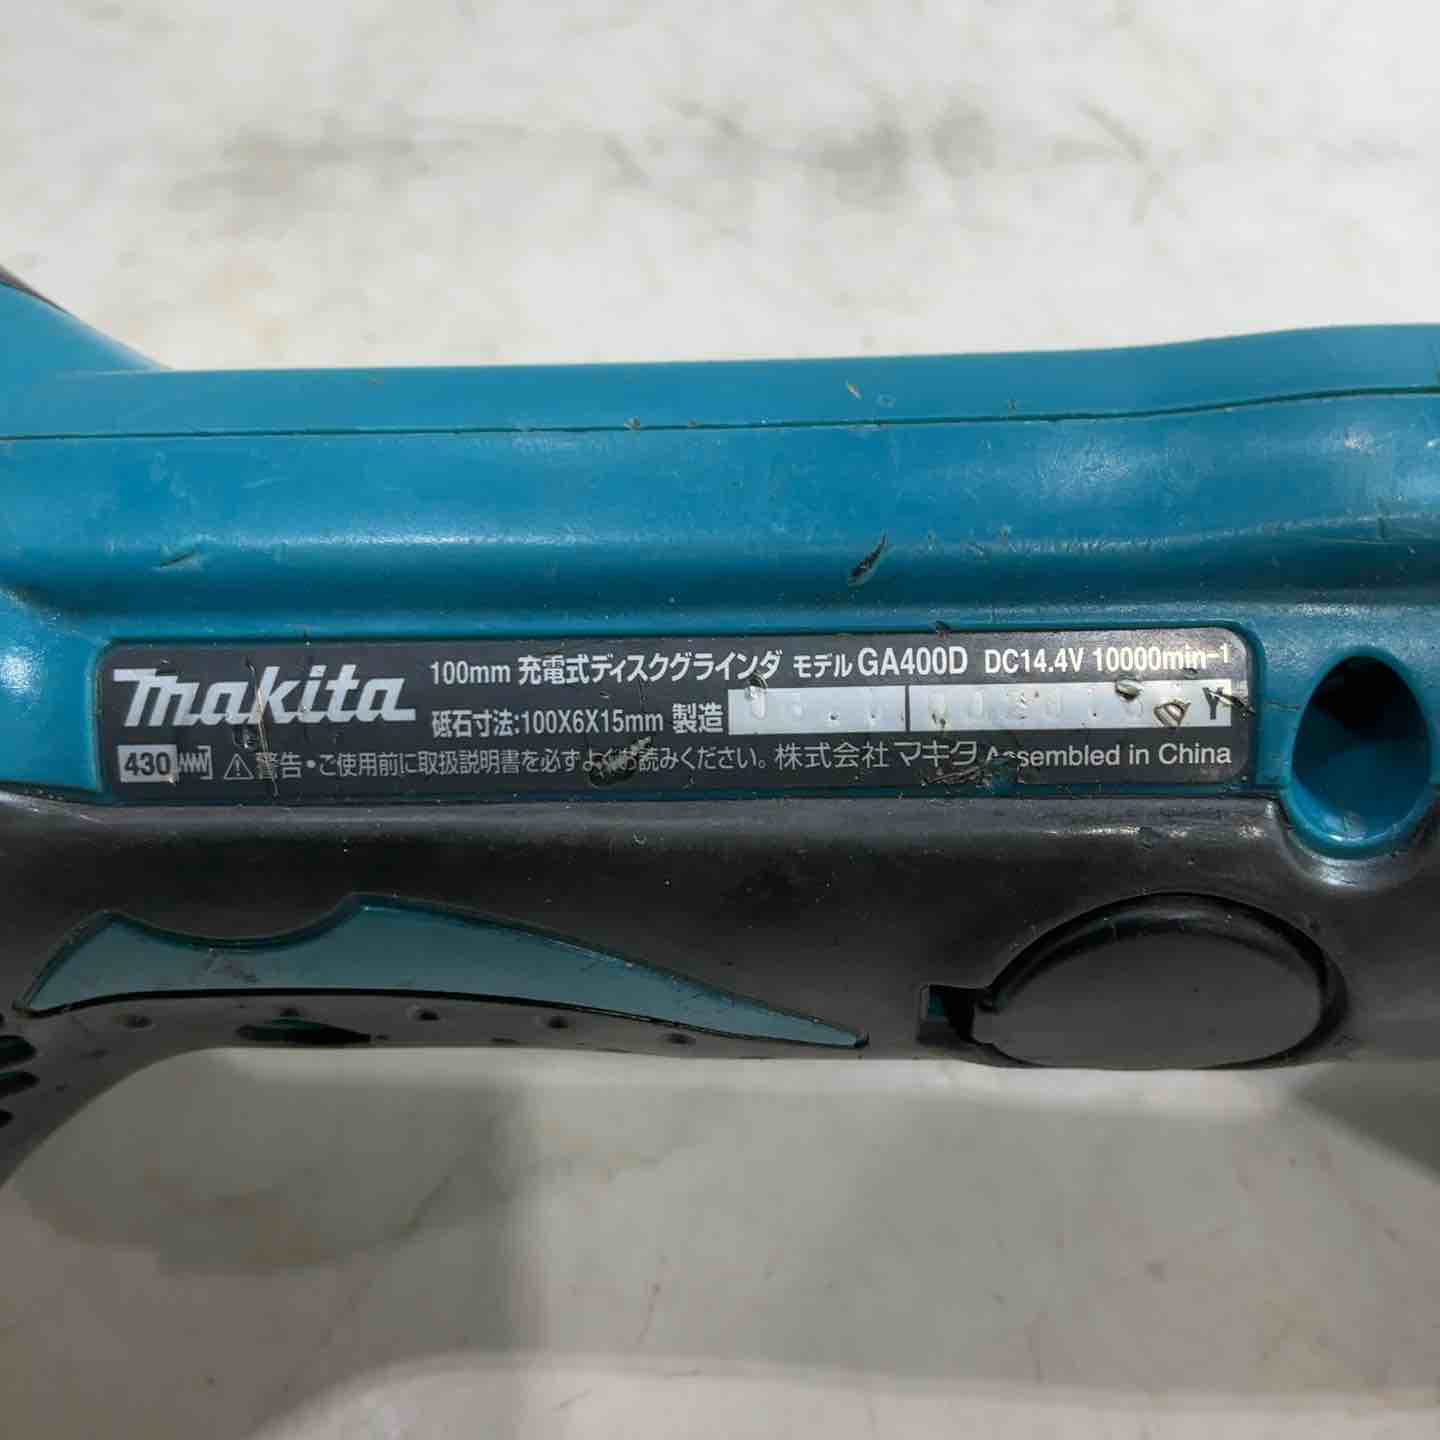 makita
100mm 充電式ディスクグラインダ モデル GA400D DC14.4V 10000min-1
砥石寸法:100X6X15mm 製造 Y
430 警告・ご使用前に取扱説明書を必ずよくお読みください。株式会社 マキタ Assembled in China